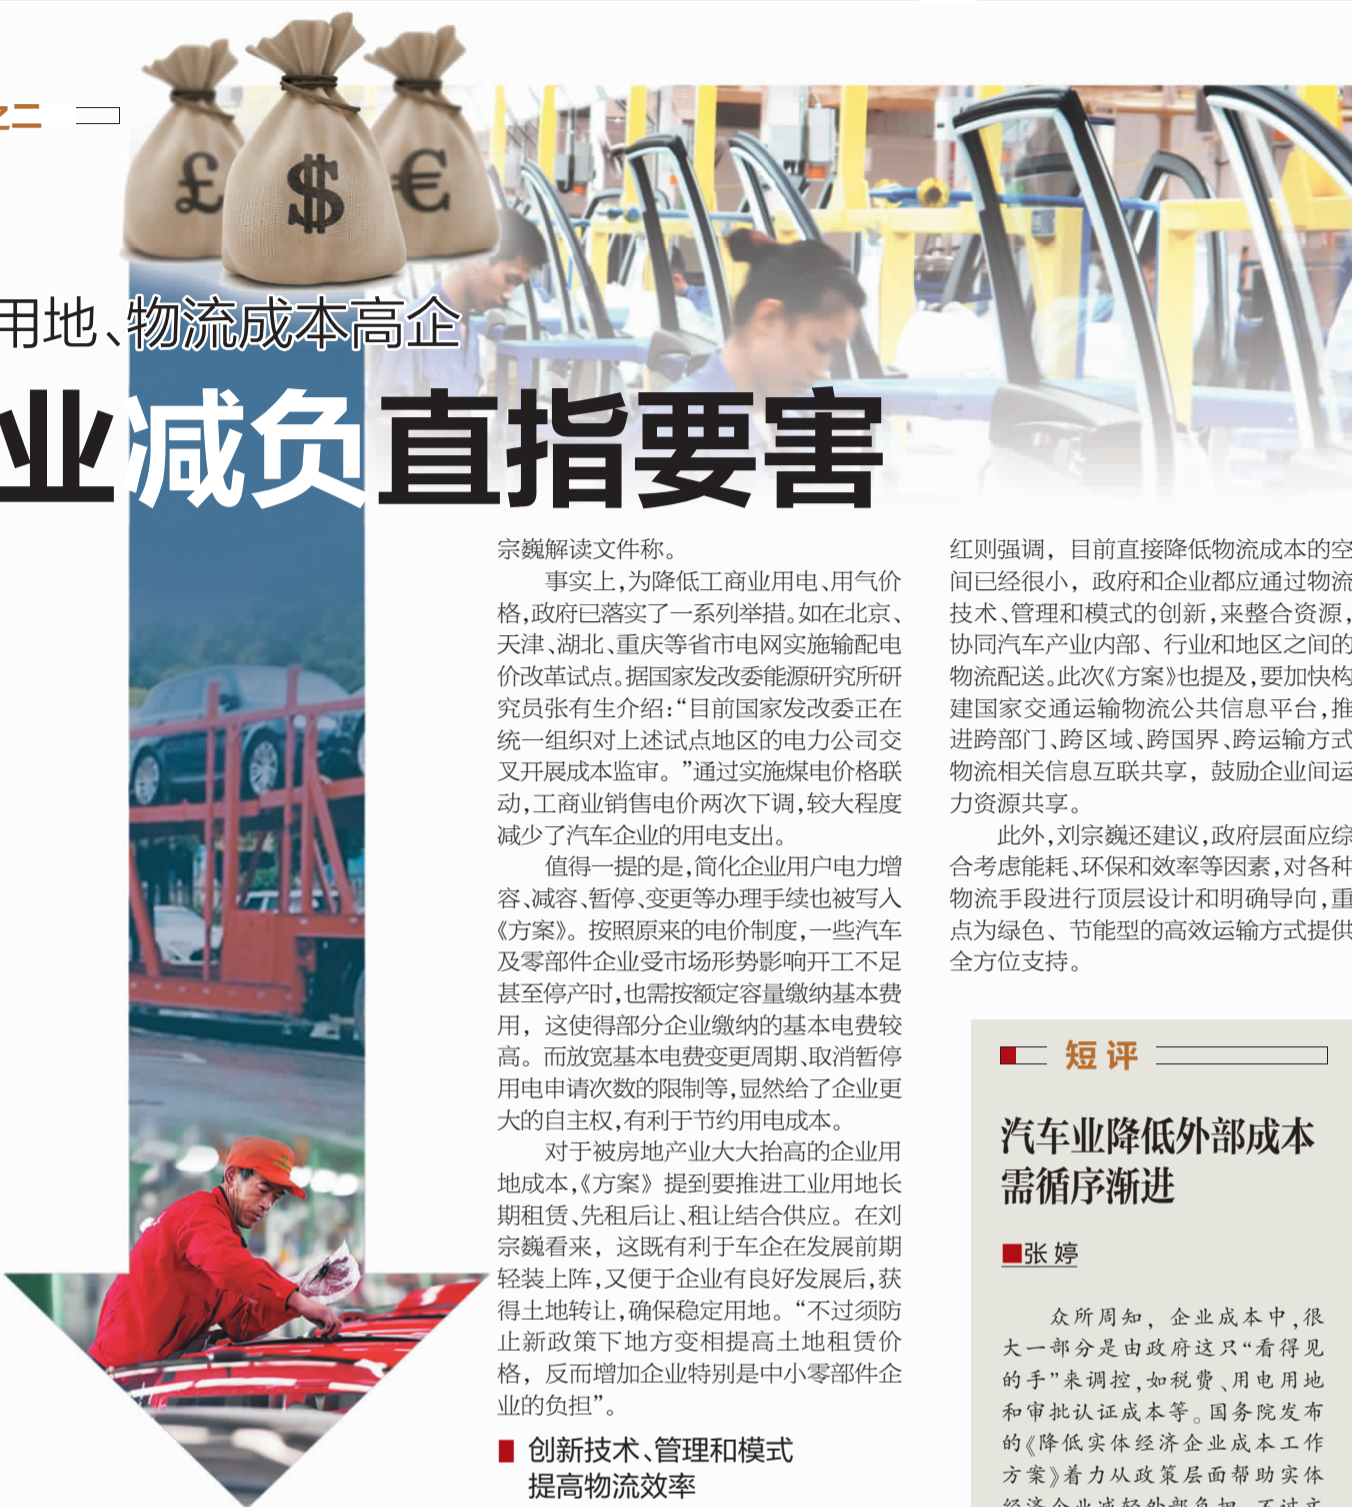 之二
£
$
€
用地、物流成本高企
业减负直指要害
宗巍解读文件称。
事实上,为降低工商业用电、用气价
格,政府已落实了一系列举措。如在北京、
天津、湖北、重庆等省市电网实施输配电
价改革试点。据国家发改委能源研究所研
究员张有生介绍:“目前国家发改委正在
统一组织对上述试点地区的电力公司交
叉开展成本监审。”通过实施煤电价格联
动,工商业销售电价两次下调,较大程度
减少了汽车企业的用电支出。
值得一提的是,简化企业用户电力增
容、减容、暂停、变更等办理手续也被写入
《方案》。按照原来的电价制度,一些汽车
及零部件企业受市场形势影响开工不足
甚至停产时,也需按额定容量缴纳基本费
用，这使得部分企业缴纳的基本电费较
高。而放宽基本电费变更周期、取消暂停
用电申请次数的限制等,显然给了企业更
大的自主权,有利于节约用电成本。
对于被房地产业大大抬高的企业用
地成本,《方案》提到要推进工业用地长
期租赁、先租后让、租让结合供应。在刘
宗巍看来，这既有利于车企在发展前期
轻装上阵,又便于企业有良好发展后,获
得土地转让,确保稳定用地。“不过须防
止新政策下地方变相提高土地租赁价
格，反而增加企业特别是中小零部件企
业的负担”。
创新技术、管理和模式
提高物流效率
红则强调，目前直接降低物流成本的空
间已经很小，政府和企业都应通过物流
技术、管理和模式的创新,来整合资源,
协同汽车产业内部、行业和地区之间的
物流配送。此次《方案》也提及,要加快构
建国家交通运输物流公共信息平台,推
进跨部门、跨区域、跨国界、跨运输方式
物流相关信息互联共享，鼓励企业间运
力资源共享。
此外,刘宗巍还建议,政府层面应综
合考虑能耗、环保和效率等因素,对各种
物流手段进行顶层设计和明确导向,重
点为绿色、节能型的高效运输方式提供
全方位支持。
短评
汽车业降低外部成本
需循序渐进
张婷
众所周知，企业成本中,很
大一部分是由政府这只“看得见
的手”来调控,如税费、用电用地
和审批认证成本等。国务院发布
的《降低实体经济企业成本工作
方案》着力从政策层面帮助实体
经济企业减轻外部负担。不过文